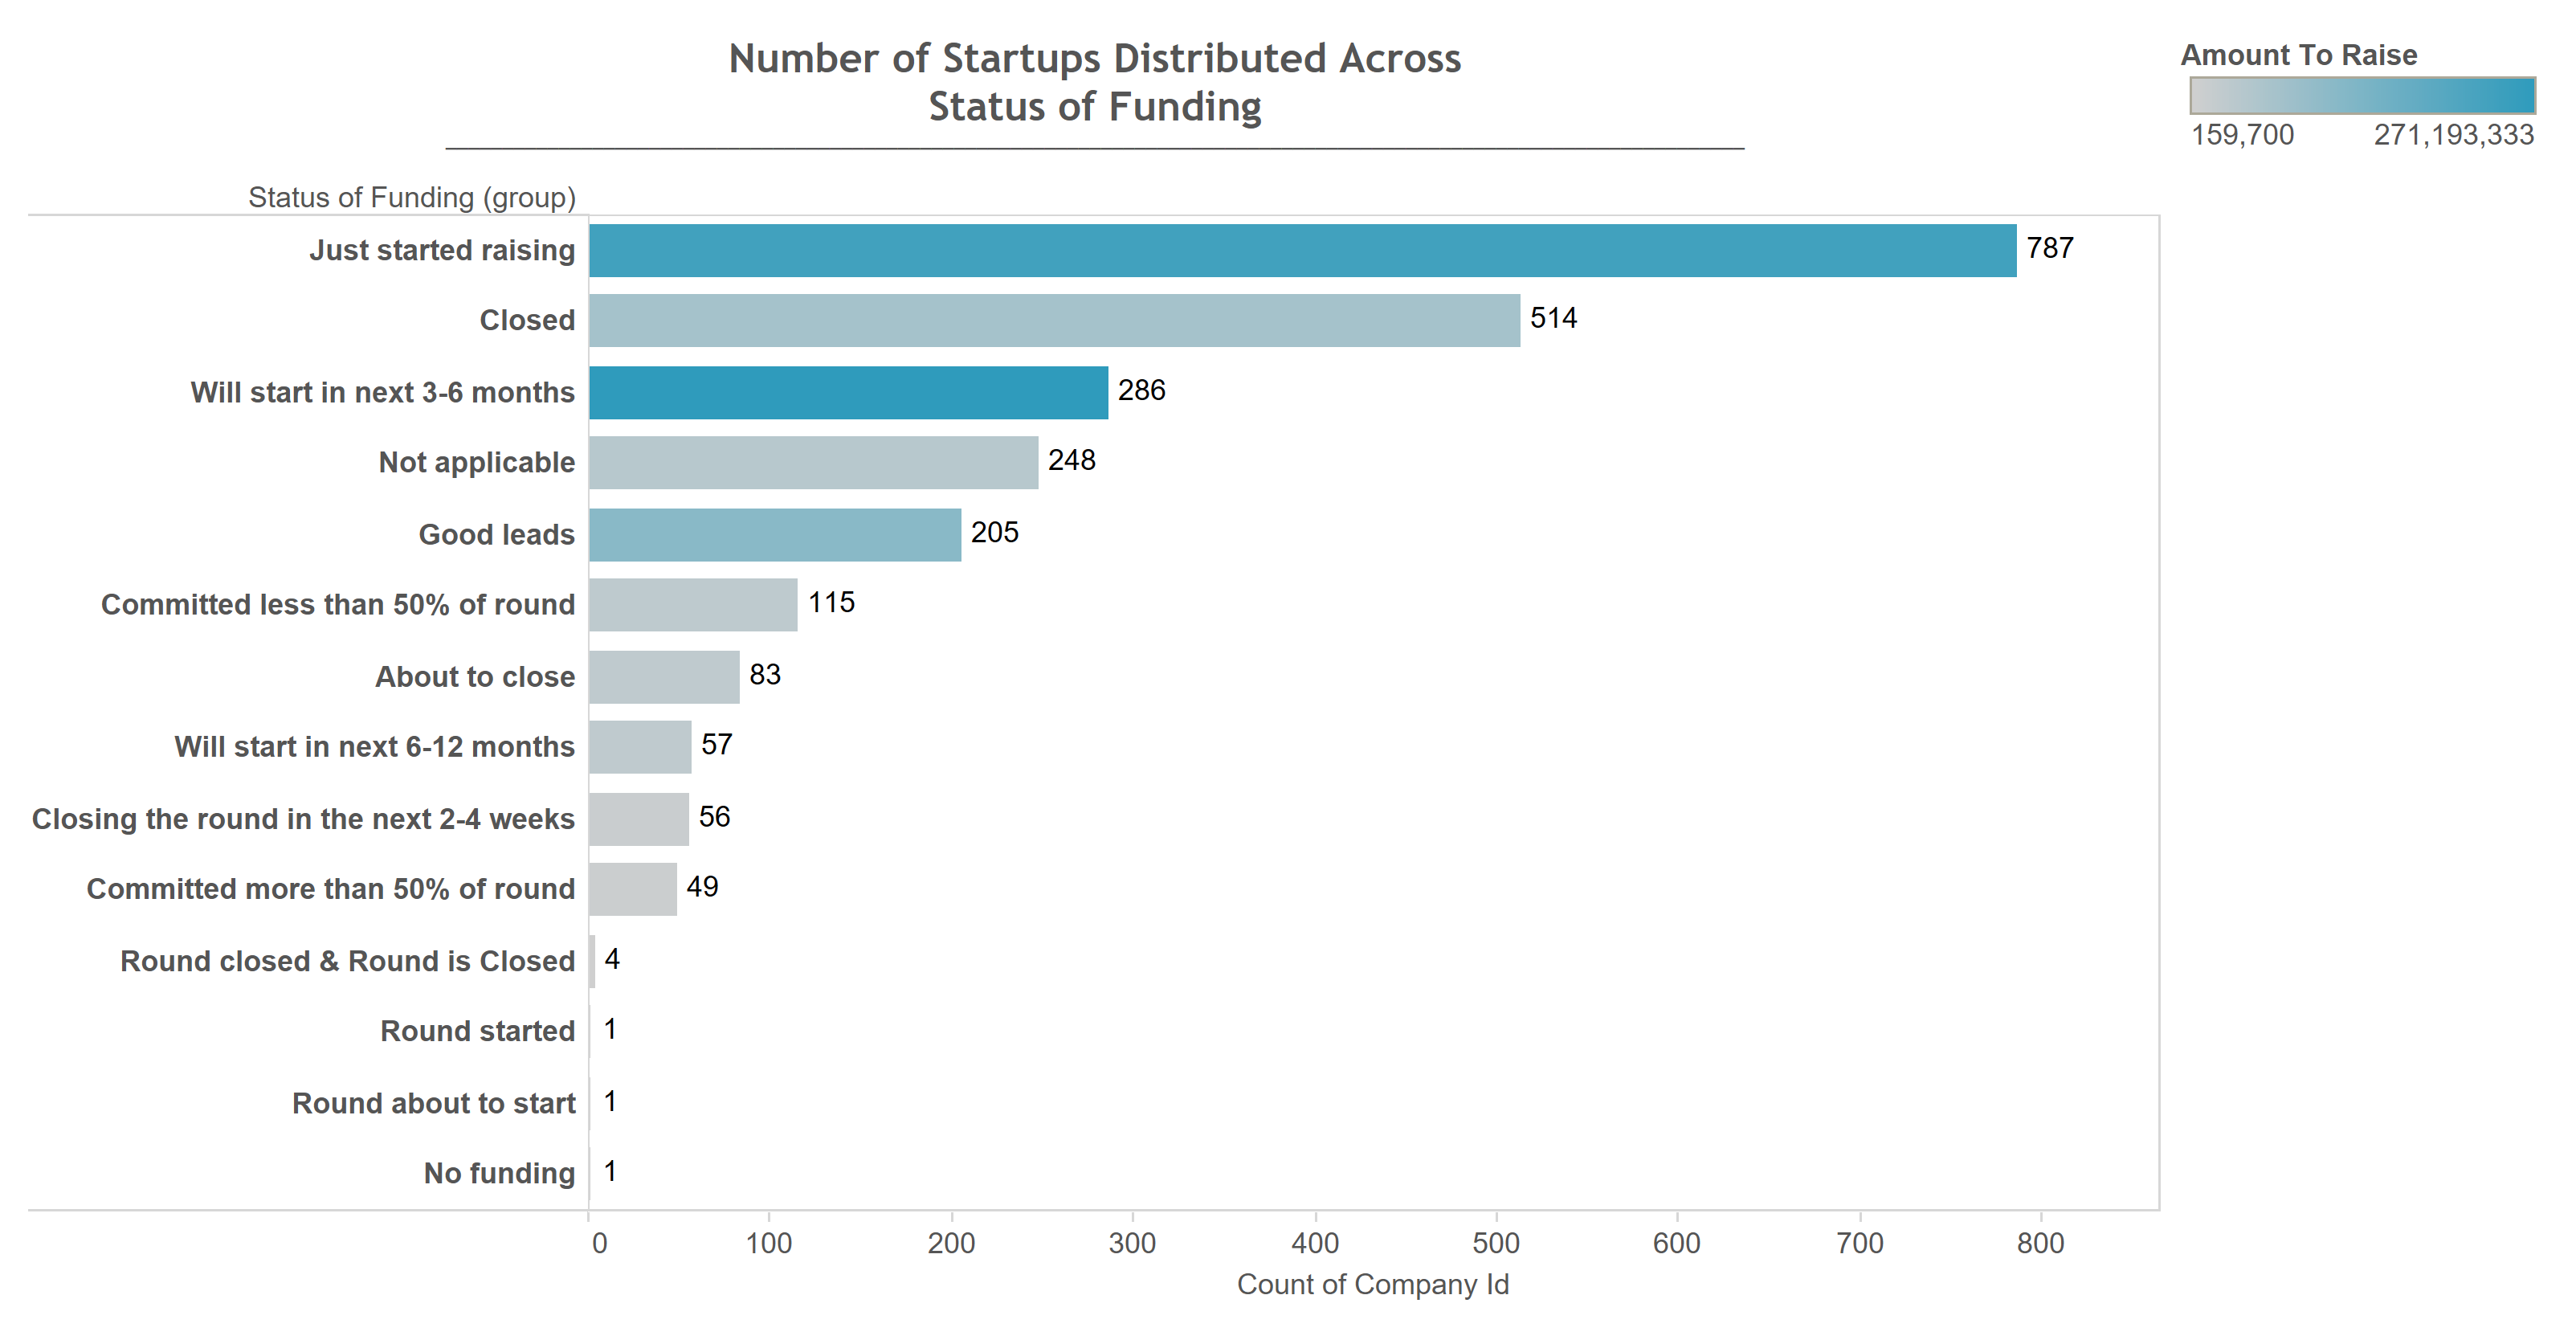 Number of Startups Distributed Across
Status of Funding
Amount To Raise
159,700 271,193,333
Status of Funding (group)
Just started raising 787
Closed 514
Will start in next 3-6 months 286
Not applicable 248
Good leads 205
Committed less than 50% of round 115
About to close 83
Will start in next 6-12 months 57
Closing the round in the next 2-4 weeks 56
Committed more than 50% of round 49
Round closed & Round is Closed 4
Round started 1
Round about to start 1
No funding 1
0 100 200 300 400 500 600 700 800
Count of Company Id